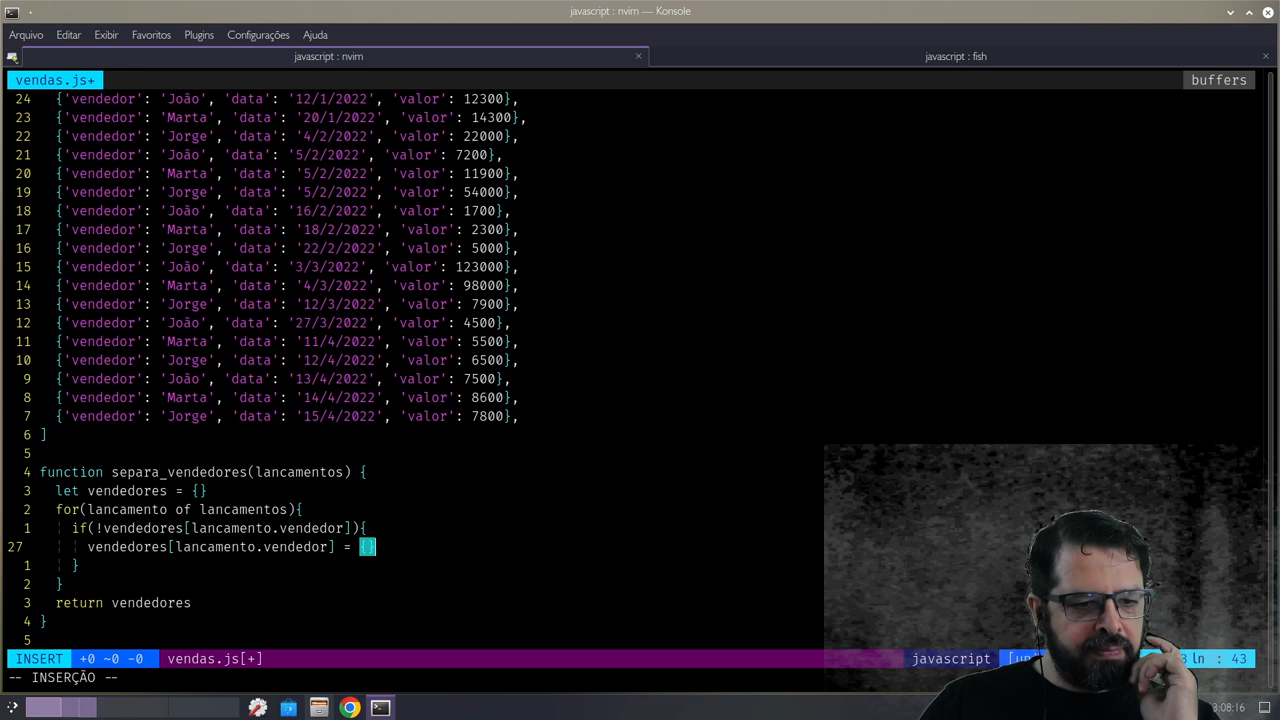 javascript : nvim — Konsole
Arquivo Editar Exibir Favoritos Plugins Configurações Ajuda
javascript : nvim
javascript : fish
vendas.js+ buffers
24 {'vendedor': 'João', 'data': '12/1/2022', 'valor': 12300},
23 {'vendedor': 'Marta', 'data': '20/1/2022', 'valor': 14300},
22 {'vendedor': 'Jorge', 'data': '4/2/2022', 'valor': 22000},
21 {'vendedor': 'João', 'data': '5/2/2022', 'valor': 7200},
20 {'vendedor': 'Marta', 'data': '5/2/2022', 'valor': 11900},
19 {'vendedor': 'Jorge', 'data': '5/2/2022', 'valor': 54000},
18 {'vendedor': 'João', 'data': '16/2/2022', 'valor': 1700},
17 {'vendedor': 'Marta', 'data': '18/2/2022', 'valor': 2300},
16 {'vendedor': 'Jorge', 'data': '22/2/2022', 'valor': 5000},
15 {'vendedor': 'João', 'data': '3/3/2022', 'valor': 123000},
14 {'vendedor': 'Marta', 'data': '4/3/2022', 'valor': 98000},
13 {'vendedor': 'Jorge', 'data': '12/3/2022', 'valor': 7900},
12 {'vendedor': 'João', 'data': '27/3/2022', 'valor': 4500},
11 {'vendedor': 'Marta', 'data': '11/4/2022', 'valor': 5500},
10 {'vendedor': 'Jorge', 'data': '12/4/2022', 'valor': 6500},
9 {'vendedor': 'João', 'data': '13/4/2022', 'valor': 7500},
8 {'vendedor': 'Marta', 'data': '14/4/2022', 'valor': 8600},
7 {'vendedor': 'Jorge', 'data': '15/4/2022', 'valor': 7800},
6 ]
5
4 function separa_vendedores(lancamentos) {
3 let vendedores = {}
2 for(lancamento of lancamentos){
1 if(!vendedores[lancamento.vendedor]){
27 vendedores[lancamento.vendedor] = {}
1 }
2 }
3 return vendedores
4 }
5
INSERT +0 ~0 -0 vendas.js[+] javascript ln : 43
-- INSERÇÃO --
3:08:16